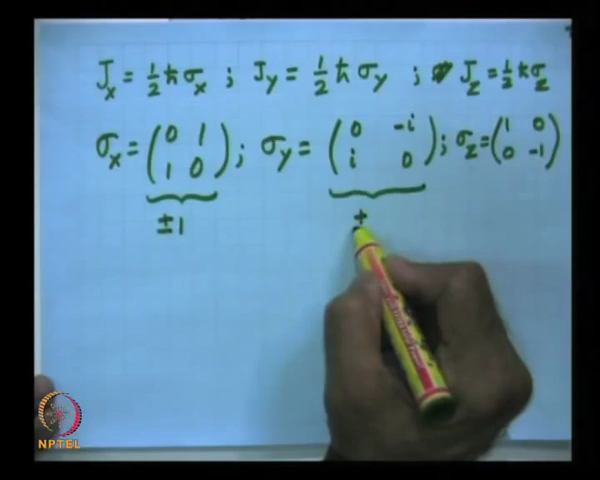 Jx = 1/2 ħ σx ; Jy = 1/2 ħ σy ; Jz = 1/2 ħ σz
σx = (0 1; 1 0) ; σy = (0 -i; i 0) ; σz = (1 0; 0 -1)
±1 ±
NPTEL